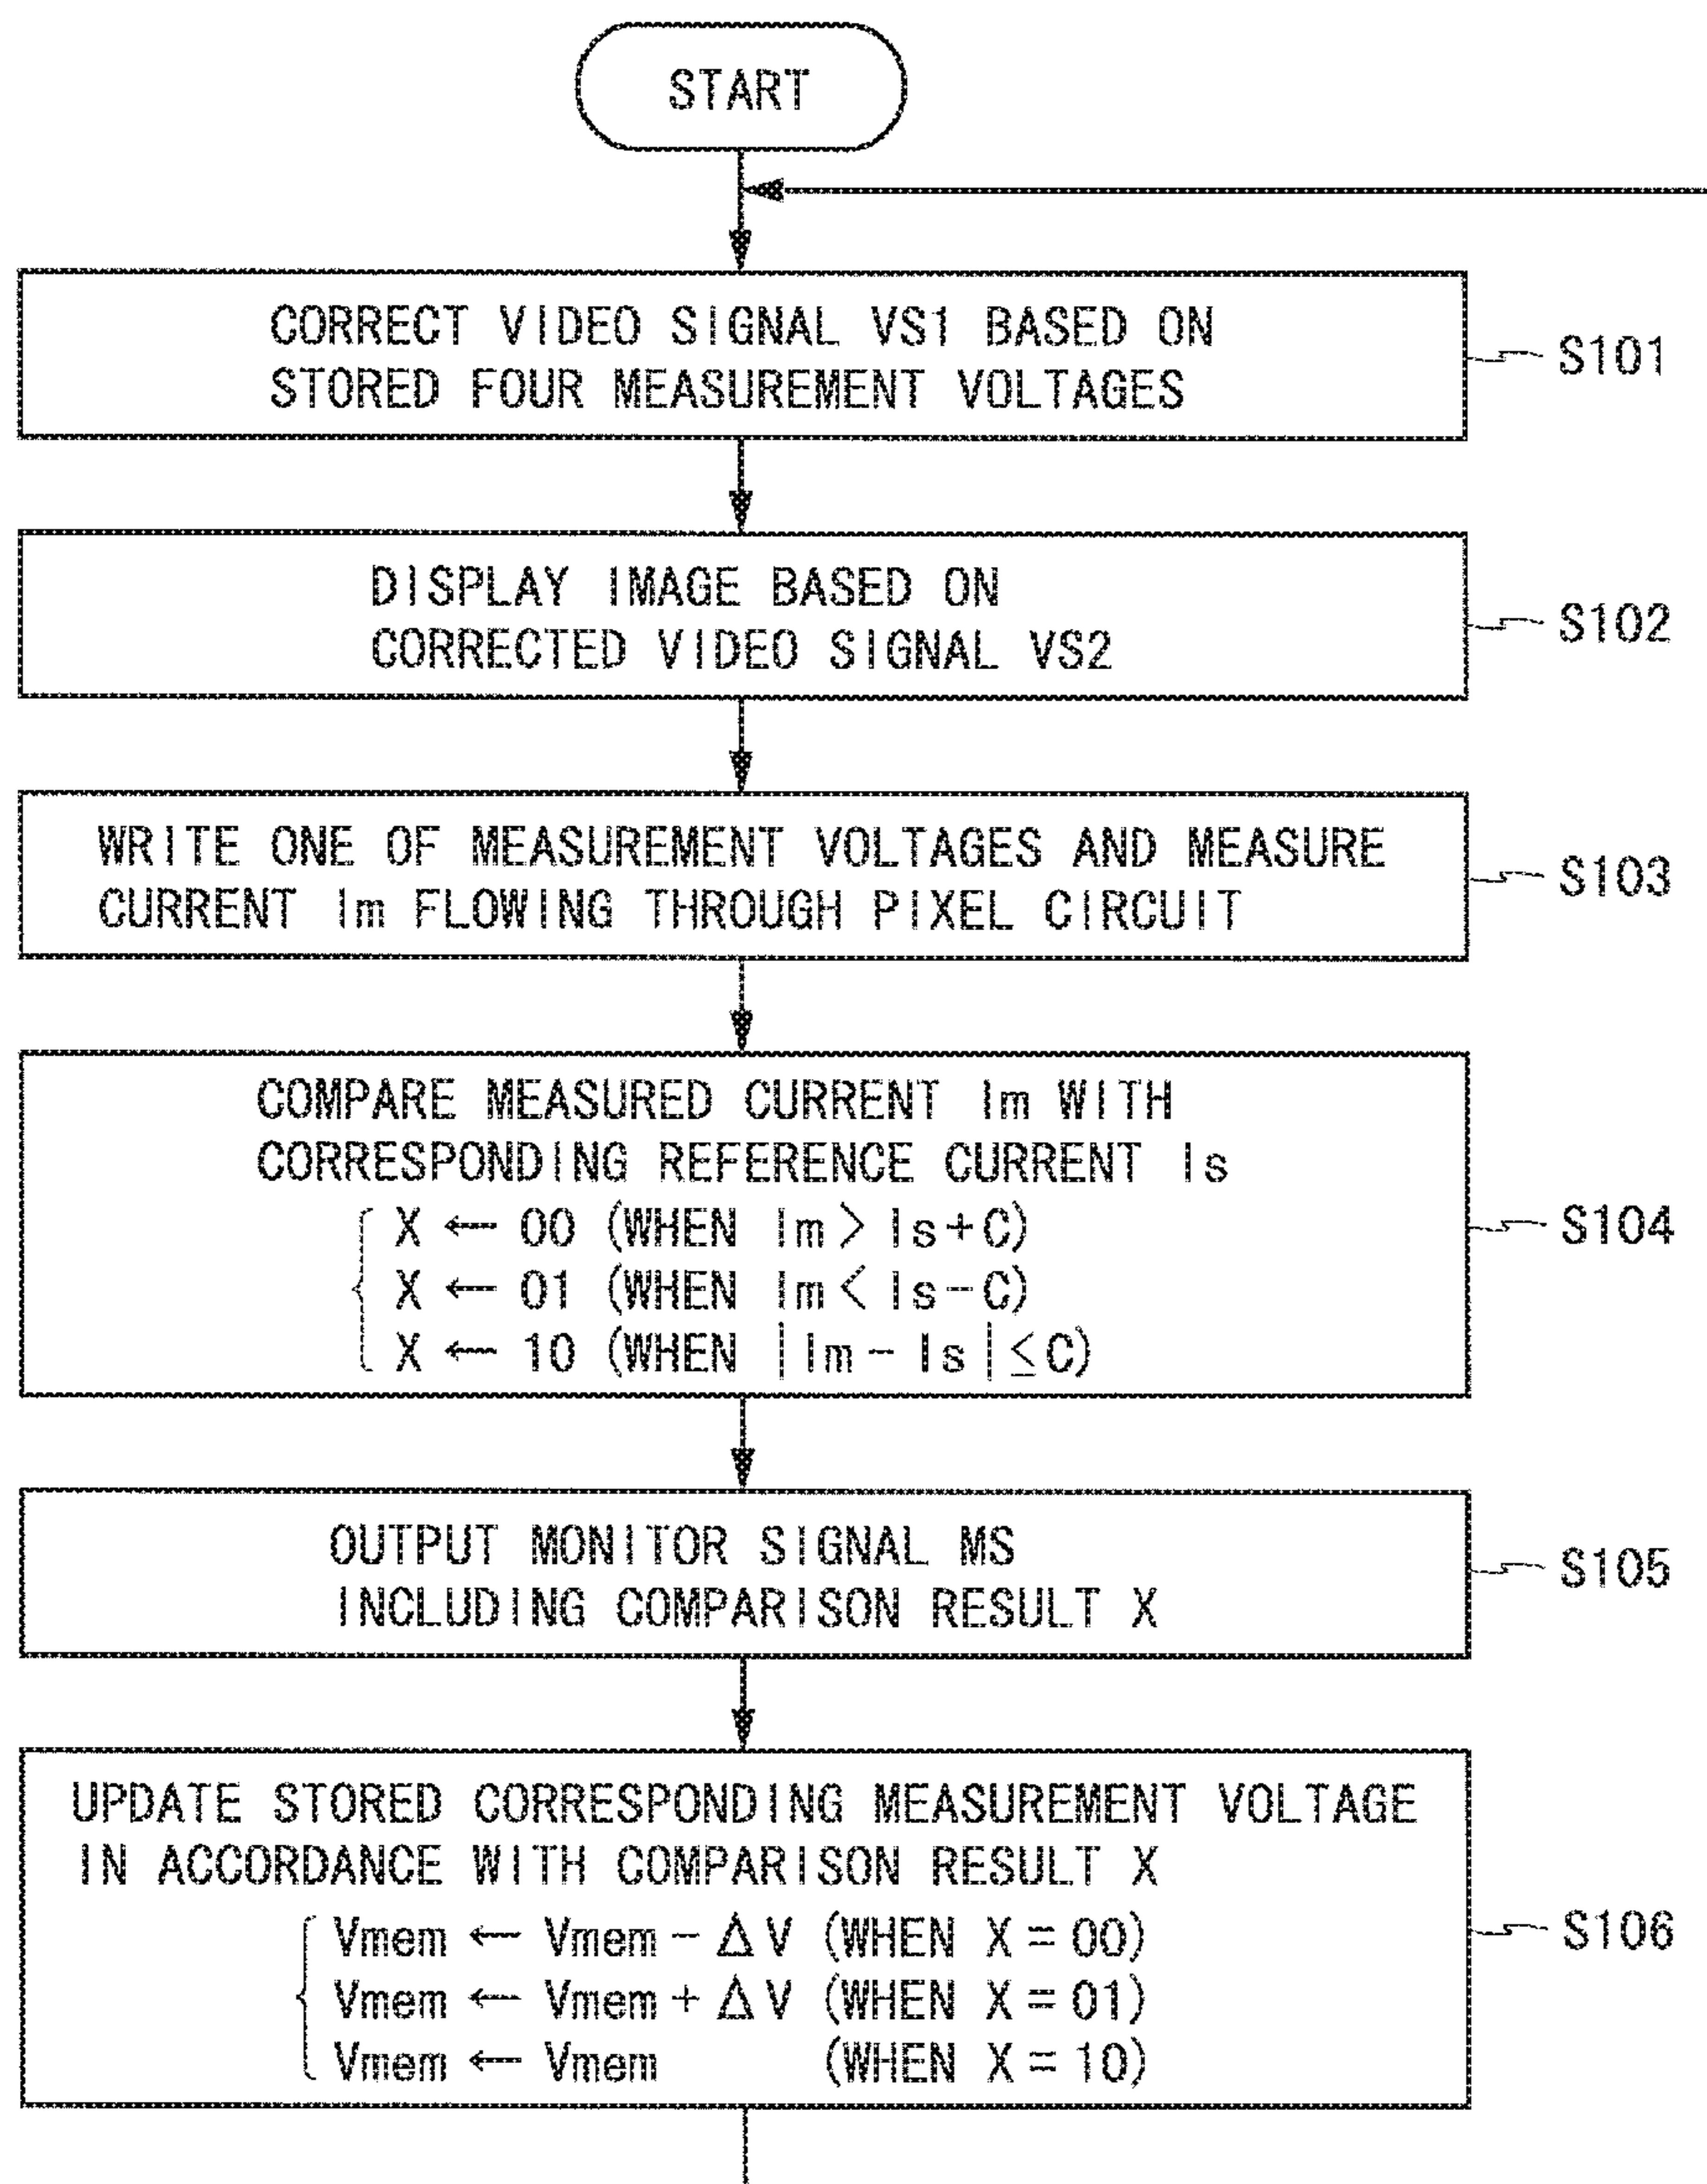 START
CORRECT VIDEO SIGNAL VS1 BASED ON
STORED FOUR MEASUREMENT VOLTAGES
S101
DISPLAY IMAGE BASED ON
CORRECTED VIDEO SIGNAL VS2
S102
WRITE ONE OF MEASUREMENT VOLTAGES AND MEASURE
CURRENT Im FLOWING THROUGH PIXEL CIRCUIT
S103
COMPARE MEASURED CURRENT Im WITH
CORRESPONDING REFERENCE CURRENT Is
X ← 00 (WHEN Im > Is + C)
X ← 01 (WHEN Im < Is - C)
X ← 10 (WHEN |Im - Is| ≤ C)
S104
OUTPUT MONITOR SIGNAL MS
INCLUDING COMPARISON RESULT X
S105
UPDATE STORED CORRESPONDING MEASUREMENT VOLTAGE
IN ACCORDANCE WITH COMPARISON RESULT X
Vmem ← Vmem - ΔV (WHEN X = 00)
Vmem ← Vmem + ΔV (WHEN X = 01)
Vmem ← Vmem (WHEN X = 10)
S106